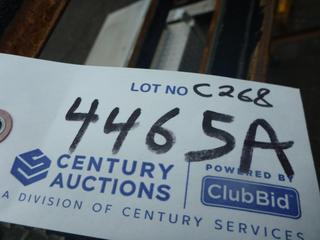 LOT NO C268
4465A
CENTURY AUCTIONS
POWERED BY
ClubBid
A DIVISION OF CENTURY SERVICES